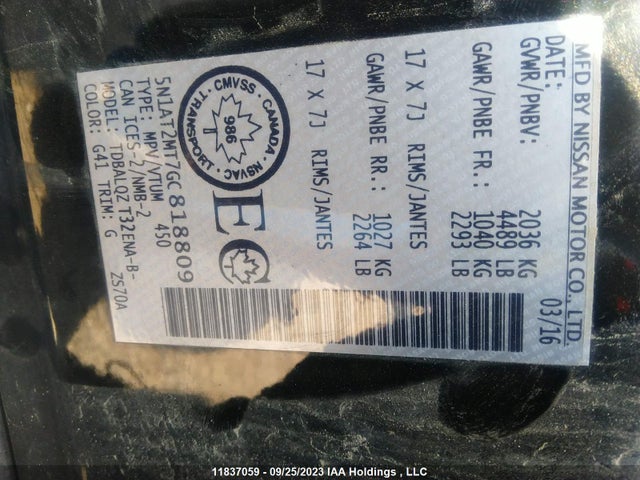 MFD BY NISSAN MOTOR CO., LTD.
DATE: 03/16
GVWR/PNBV: 2036 KG
4489 LB
GAWR/PNBE FR.: 1040 KG
2293 LB
17 X 7J RIMS/JANTES
GAWR/PNBE RR.: 1027 KG
2264 LB
17 X 7J RIMS/JANTES
CMVSS · CANADA · NSVAC · TRANSPORT ·
986
EC
5N1AT2MT7GC818809
TYPE: MPV/VTUM 450
CAN ICES-2/NMB-2
MODEL: TDBALQZ T32ENA-B-
COLOR: G41 TRIM: G ZS70A
11837059 - 09/25/2023 IAA Holdings , LLC